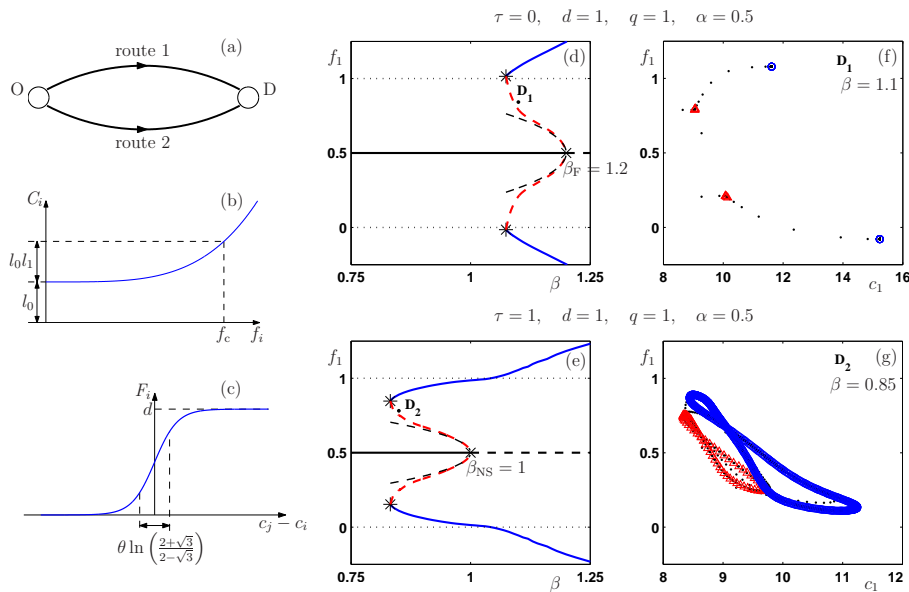 τ = 0, d = 1, q = 1, α = 0.5
(a)
route 1
O
D
route 2
(b)
C_i
l_0 l_1
l_0
f_c
f_i
(c)
F_i
d
c_j − c_i
θ ln ( (2+√3) / (2−√3) )
f_1
(d)
1
0.5
0
D_1
β_F = 1.2
0.75
1
1.25
β
f_1
(f)
D_1
β = 1.1
1
0.5
0
8
10
12
14
16
c_1
τ = 1, d = 1, q = 1, α = 0.5
f_1
(e)
1
0.5
0
D_2
β_NS = 1
0.75
1
1.25
β
f_1
(g)
D_2
β = 0.85
1
0.5
0
8
9
10
11
12
c_1